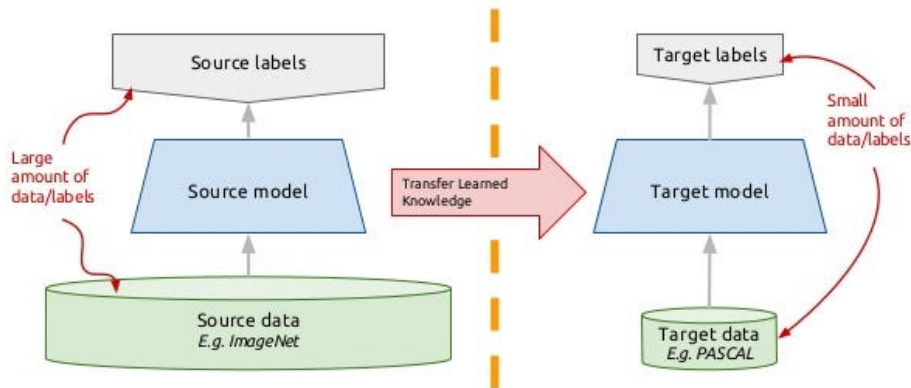 Source labels
Large
amount of
data/labels
Source model
Source data
E.g. ImageNet
Transfer Learned
Knowledge
Target labels
Small
amount of
data/labels
Target model
Target data
E.g. PASCAL